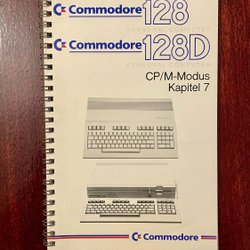 Commodore 128
PERSONAL COMPUTER
Commodore 128D
PERSONAL COMPUTER
CP/M-Modus
Kapitel 7
Commodore